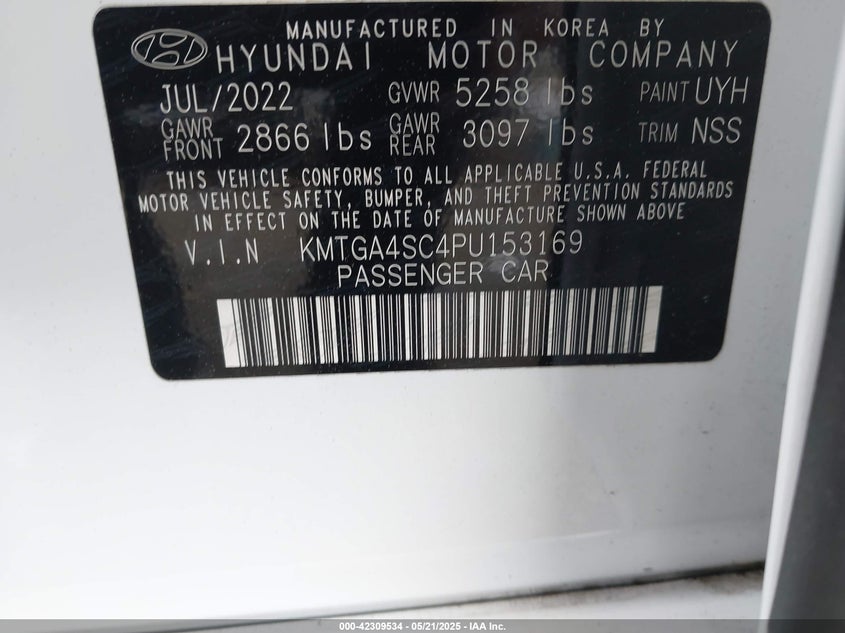 MANUFACTURED IN KOREA BY
HYUNDAI MOTOR COMPANY
JUL/2022 GVWR 5258 lbs PAINT UYH
GAWR FRONT 2866 lbs GAWR REAR 3097 lbs TRIM NSS
THIS VEHICLE CONFORMS TO ALL APPLICABLE U.S.A. FEDERAL
MOTOR VEHICLE SAFETY, BUMPER, AND THEFT PREVENTION STANDARDS
IN EFFECT ON THE DATE OF MANUFACTURE SHOWN ABOVE
V.I.N KMTGA4SC4PU153169
PASSENGER CAR
000-42309534 - 05/21/2025 - IAA Inc.